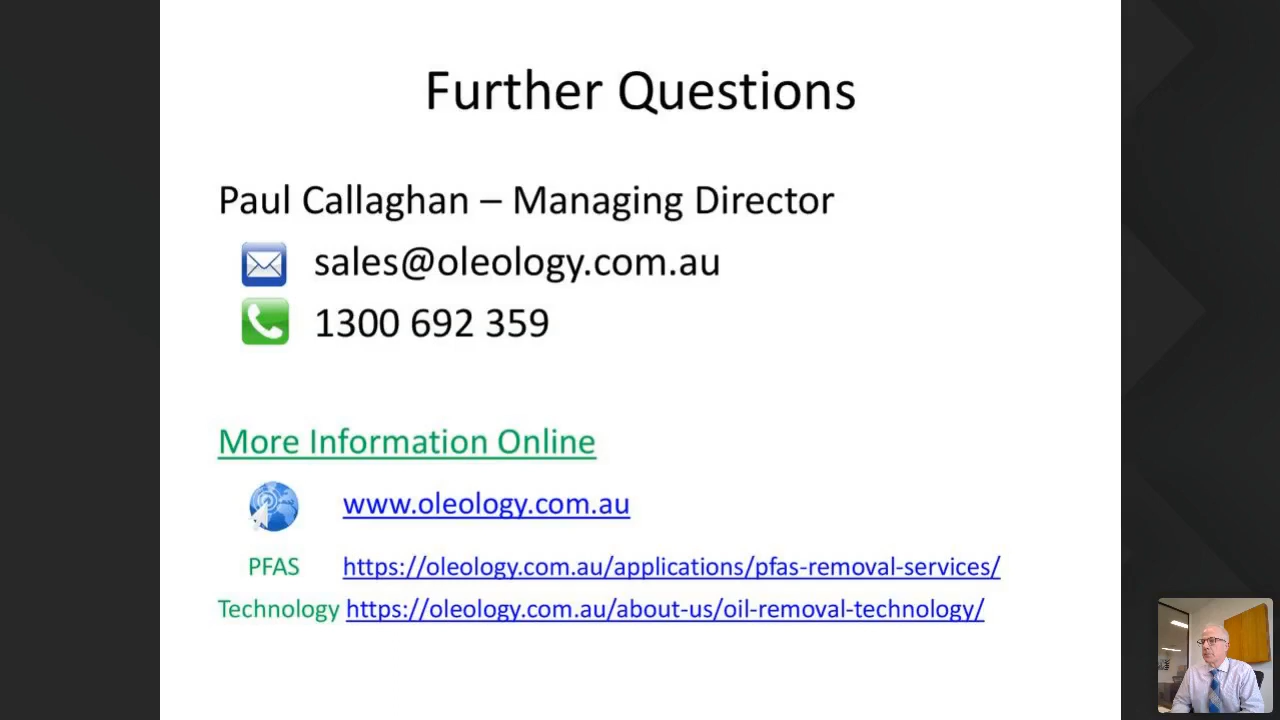 Further Questions
Paul Callaghan – Managing Director
sales@oleology.com.au
1300 692 359
More Information Online
www.oleology.com.au
PFAS https://oleology.com.au/applications/pfas-removal-services/
Technology https://oleology.com.au/about-us/oil-removal-technology/